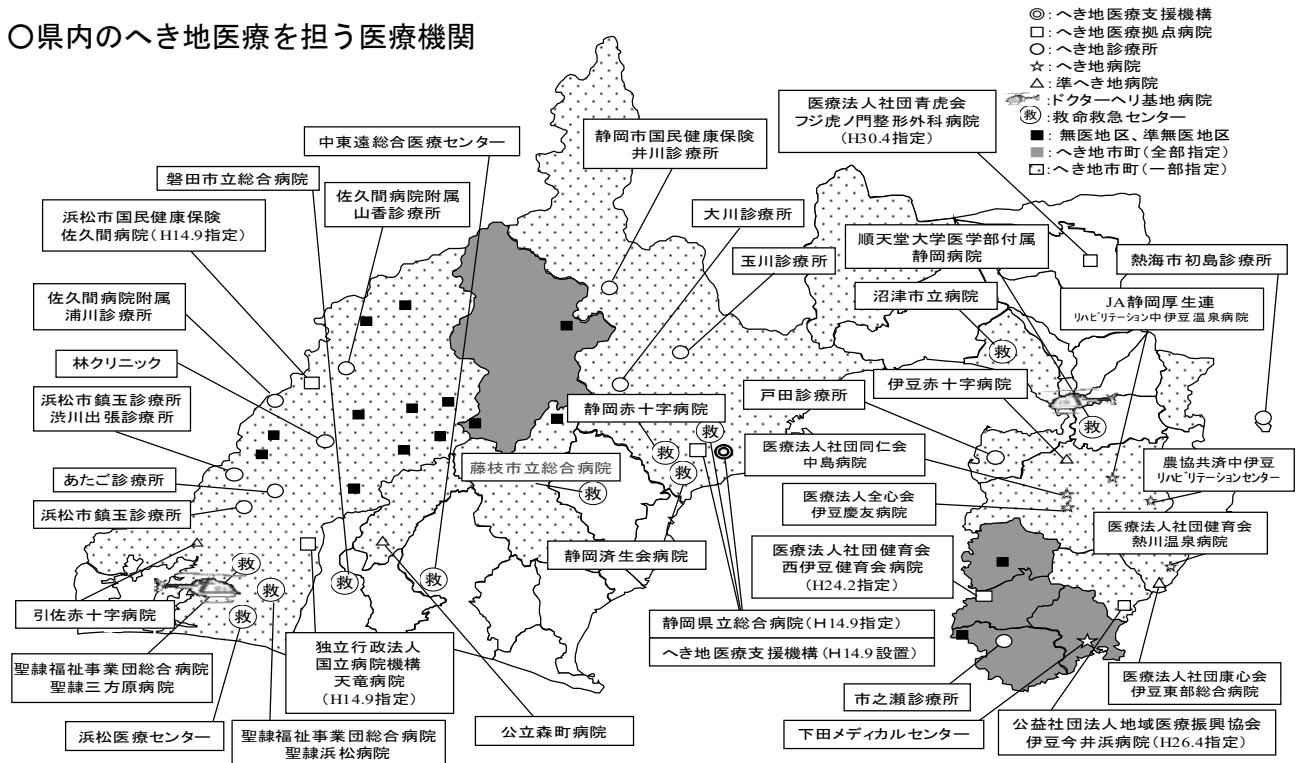 〇県内のへき地医療を担う医療機関
◎:へき地医療支援機構
□:へき地医療拠点病院
○:へき地診療所
☆:へき地病院
△:準へき地病院
:ドクターヘリ基地病院
救:救命救急センター
■:無医地区、準無医地区
■:へき地市町(全部指定)
□:へき地市町(一部指定)
医療法人社団青虎会
フジ虎ノ門整形外科病院
(H30.4指定)
静岡市国民健康保険
井川診療所
中東遠総合医療センター
磐田市立総合病院
佐久間病院附属
山香診療所
浜松市国民健康保険
佐久間病院(H14.9指定)
大川診療所
順天堂大学医学部付属
静岡病院
玉川診療所
熱海市初島診療所
沼津市立病院
JA静岡厚生連
リハビリテーション中伊豆温泉病院
佐久間病院附属
浦川診療所
林クリニック
伊豆赤十字病院
戸田診療所
浜松市鎮玉診療所
渋川出張診療所
静岡赤十字病院
医療法人社団同仁会
中島病院
農協共済中伊豆
リハビリテーションセンター
藤枝市立総合病院
あたご診療所
医療法人全心会
伊豆慶友病院
浜松市鎮玉診療所
医療法人社団健育会
熱川温泉病院
静岡済生会病院
医療法人社団健育会
西伊豆健育会病院
(H24.2指定)
引佐赤十字病院
静岡県立総合病院(H14.9指定)
へき地医療支援機構(H14.9設置)
独立行政法人
国立病院機構
天竜病院
(H14.9指定)
聖隷福祉事業団総合病院
聖隷三方原病院
医療法人社団康心会
伊豆東部総合病院
市之瀬診療所
浜松医療センター
聖隷福祉事業団総合病院
聖隷浜松病院
公立森町病院
下田メディカルセンター
公益社団法人地域医療振興協会
伊豆今井浜病院(H26.4指定)
救
救
救
救
救
救
救
救
救
救
救